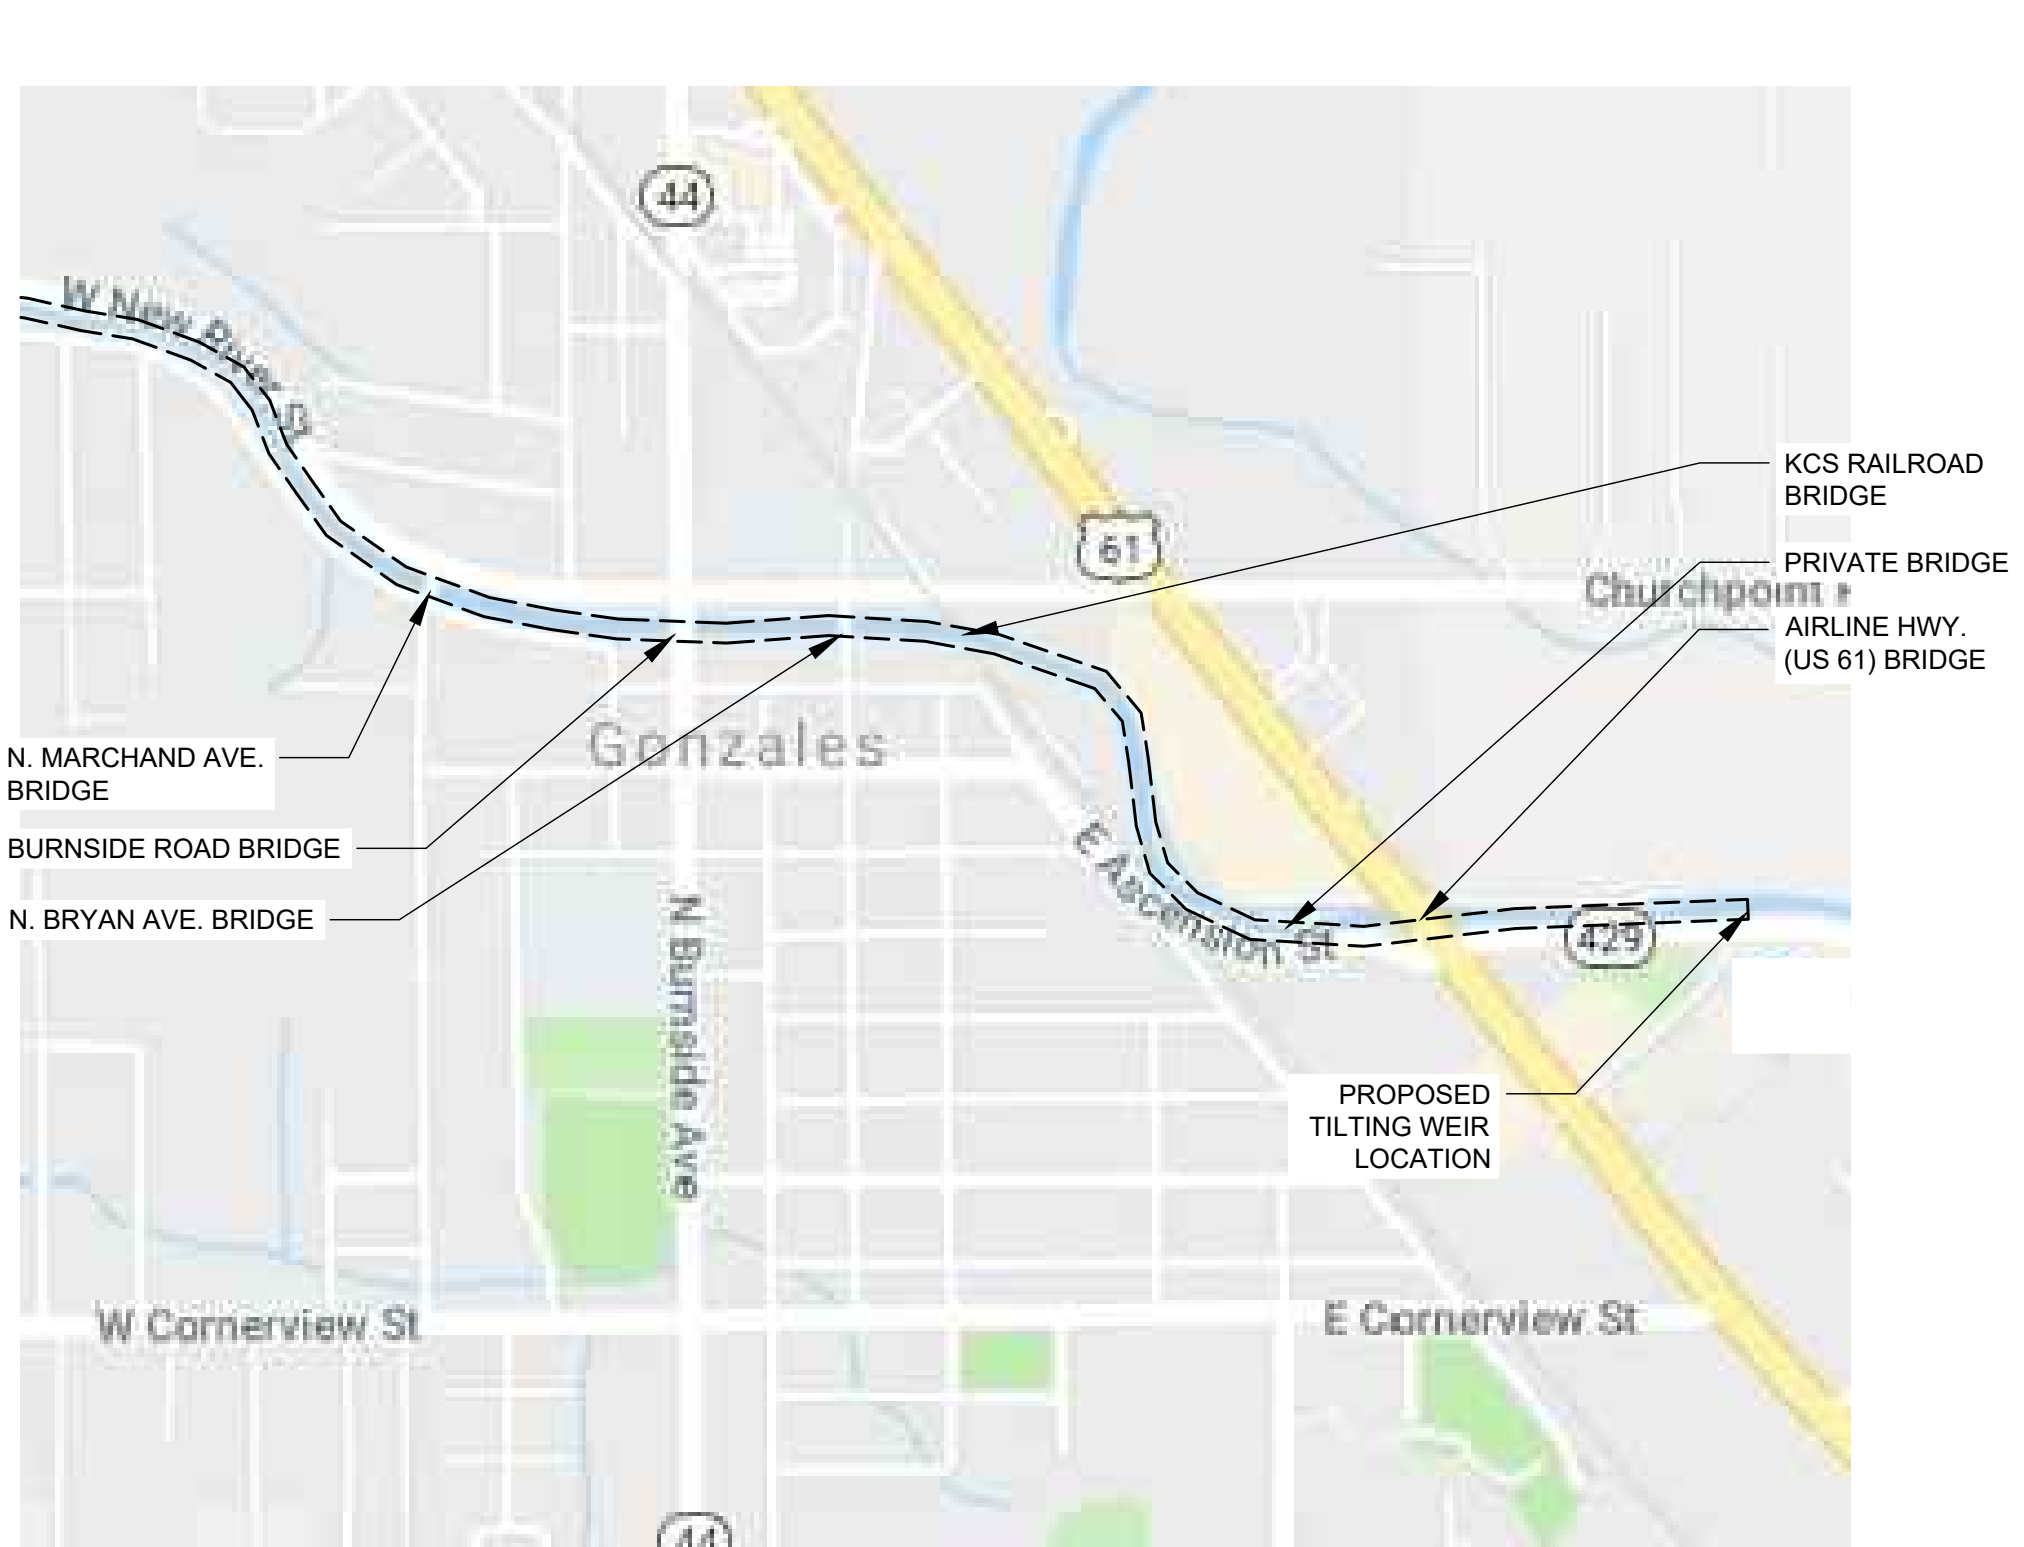 44
W New River
61
KCS RAILROAD
BRIDGE
PRIVATE BRIDGE
Churchpoint
AIRLINE HWY.
(US 61) BRIDGE
Gonzales
N. MARCHAND AVE.
BRIDGE
BURNSIDE ROAD BRIDGE
N. BRYAN AVE. BRIDGE
E Ascension St
429
N Burnside Ave
PROPOSED
TILTING WEIR
LOCATION
W Cornerview St
E Cornerview St
44